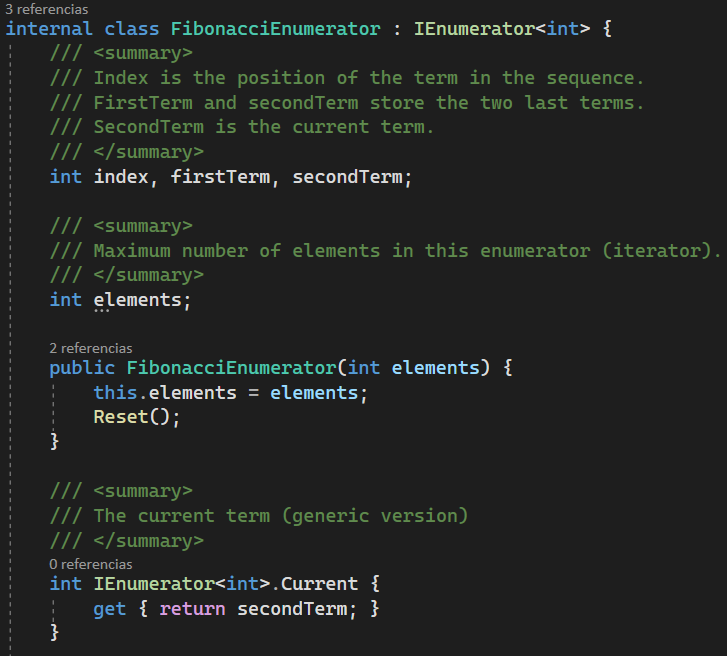 3 referencias
internal class FibonacciEnumerator : IEnumerator<int> {
/// <summary>
/// Index is the position of the term in the sequence.
/// FirstTerm and secondTerm store the two last terms.
/// SecondTerm is the current term.
/// </summary>
int index, firstTerm, secondTerm;
/// <summary>
/// Maximum number of elements in this enumerator (iterator).
/// </summary>
int elements;
2 referencias
public FibonacciEnumerator(int elements) {
this.elements = elements;
Reset();
}
/// <summary>
/// The current term (generic version)
/// </summary>
0 referencias
int IEnumerator<int>.Current {
get { return secondTerm; }
}